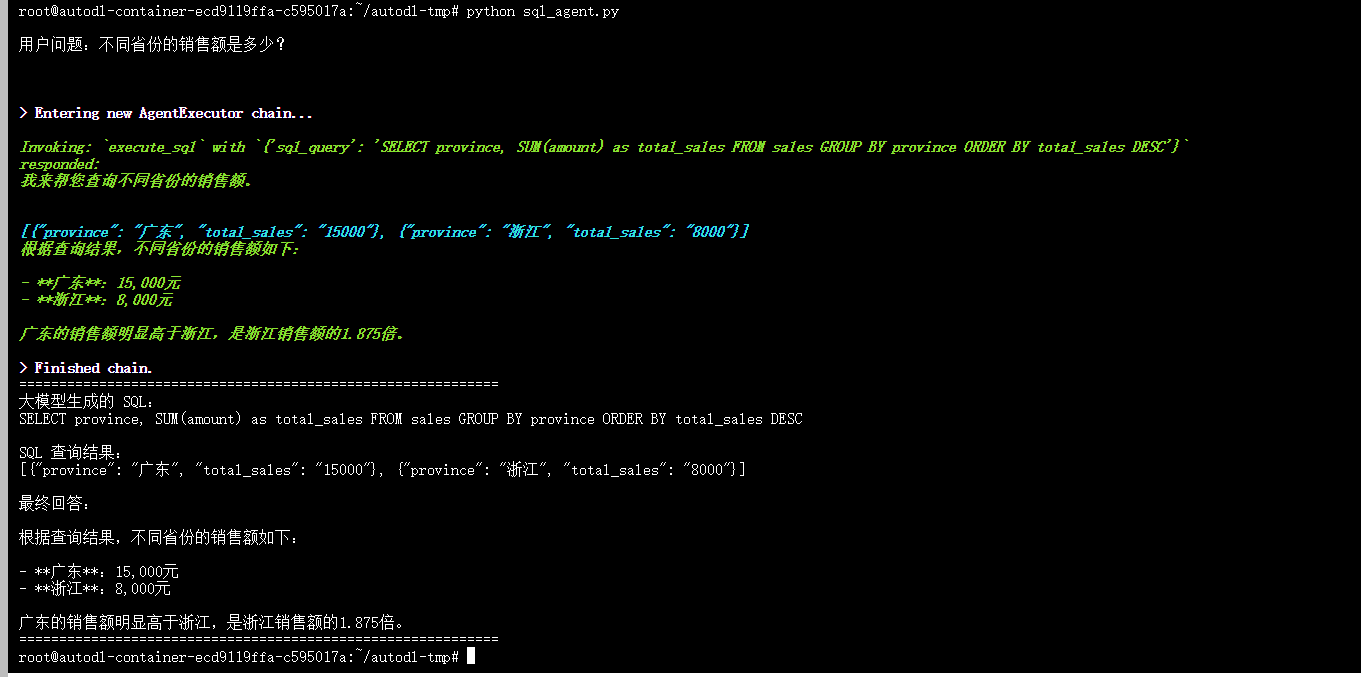 root@autodl-container-ecd9119ffa-c595017a:~/autodl-tmp# python sql_agent.py
用户问题：不同省份的销售额是多少？
> Entering new AgentExecutor chain...
Invoking: `execute_sql` with `{'sql_query': 'SELECT province, SUM(amount) as total_sales FROM sales GROUP BY province ORDER BY total_sales DESC'}`
responded:
我来帮您查询不同省份的销售额。
[{"province": "广东", "total_sales": "15000"}, {"province": "浙江", "total_sales": "8000"}]
根据查询结果，不同省份的销售额如下：
- **广东**：15,000元
- **浙江**：8,000元
广东的销售额明显高于浙江，是浙江销售额的1.875倍。
> Finished chain.
============================================================
大模型生成的 SQL：
SELECT province, SUM(amount) as total_sales FROM sales GROUP BY province ORDER BY total_sales DESC
SQL 查询结果：
[{"province": "广东", "total_sales": "15000"}, {"province": "浙江", "total_sales": "8000"}]
最终回答：
根据查询结果，不同省份的销售额如下：
- **广东**：15,000元
- **浙江**：8,000元
广东的销售额明显高于浙江，是浙江销售额的1.875倍。
============================================================
root@autodl-container-ecd9119ffa-c595017a:~/autodl-tmp#